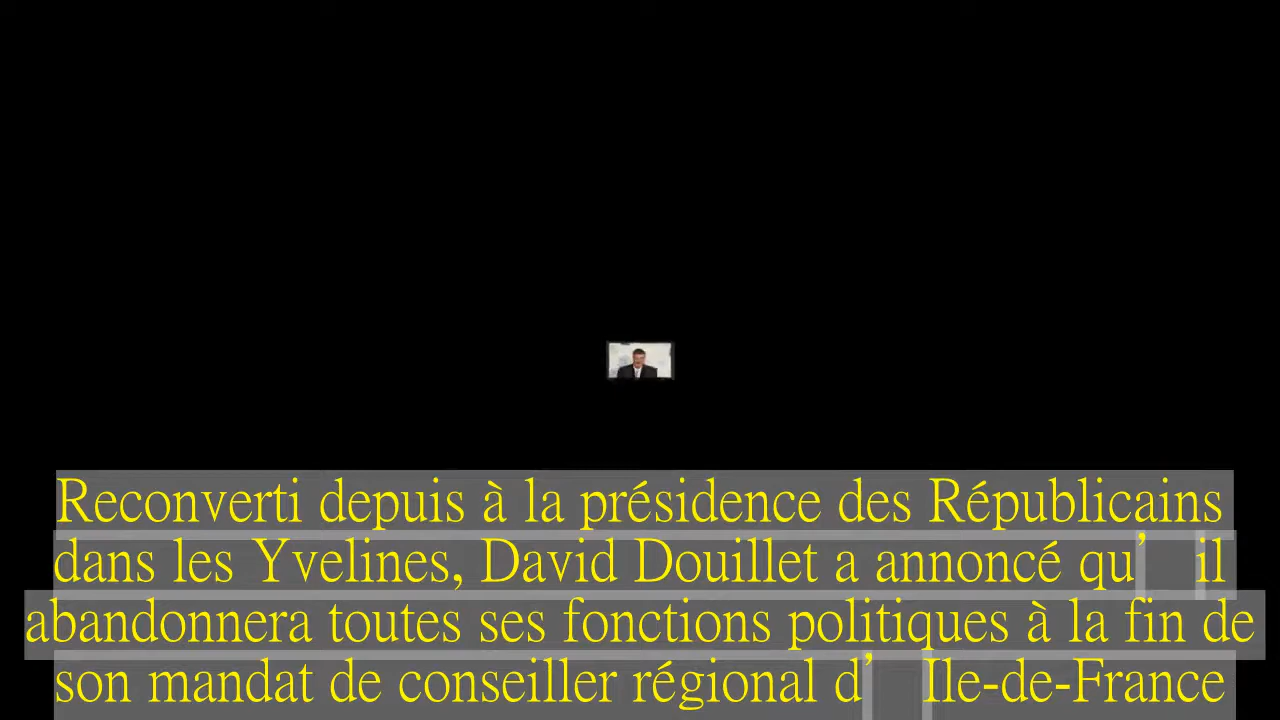 Reconverti depuis à la présidence des Républicains
dans les Yvelines, David Douillet a annoncé qu’ il
abandonnera toutes ses fonctions politiques à la fin de
son mandat de conseiller régional d’ Ile-de-France